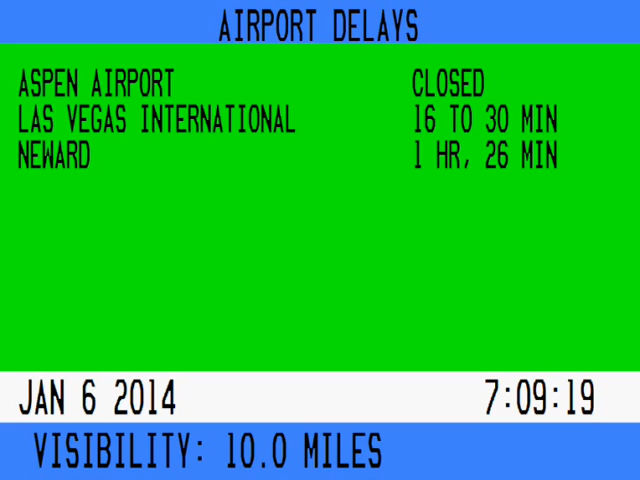 AIRPORT DELAYS
ASPEN AIRPORT CLOSED
LAS VEGAS INTERNATIONAL 16 TO 30 MIN
NEWARD 1 HR, 26 MIN
JAN 6 2014 7:09:19
VISIBILITY: 10.0 MILES